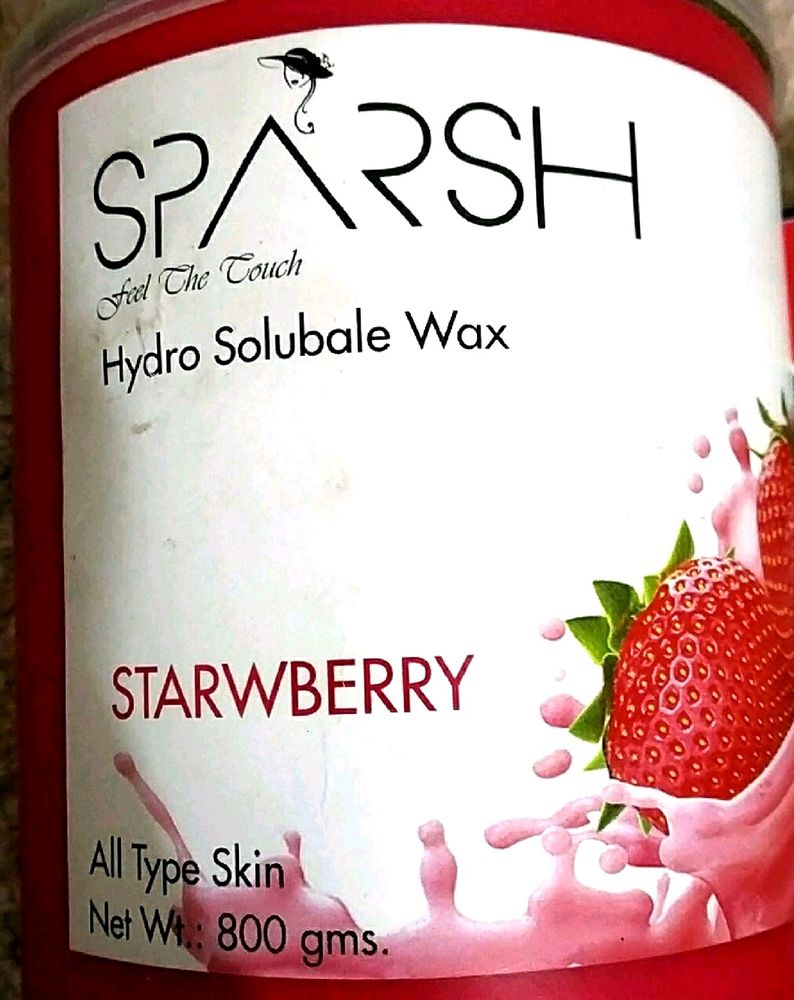 SPARSH
feel The Touch
Hydro Solubale Wax
STARWBERRY
All Type Skin
Net Wt.: 800 gms.